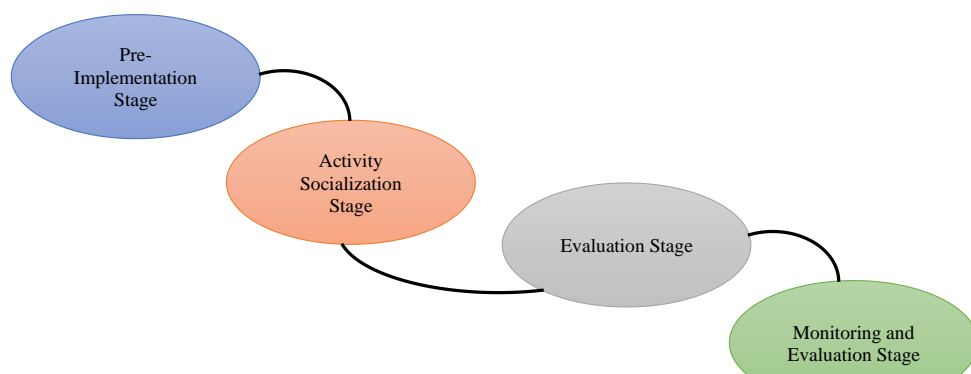 Pre-
Implementation
Stage
Activity
Socialization
Stage
Evaluation Stage
Monitoring and
Evaluation Stage